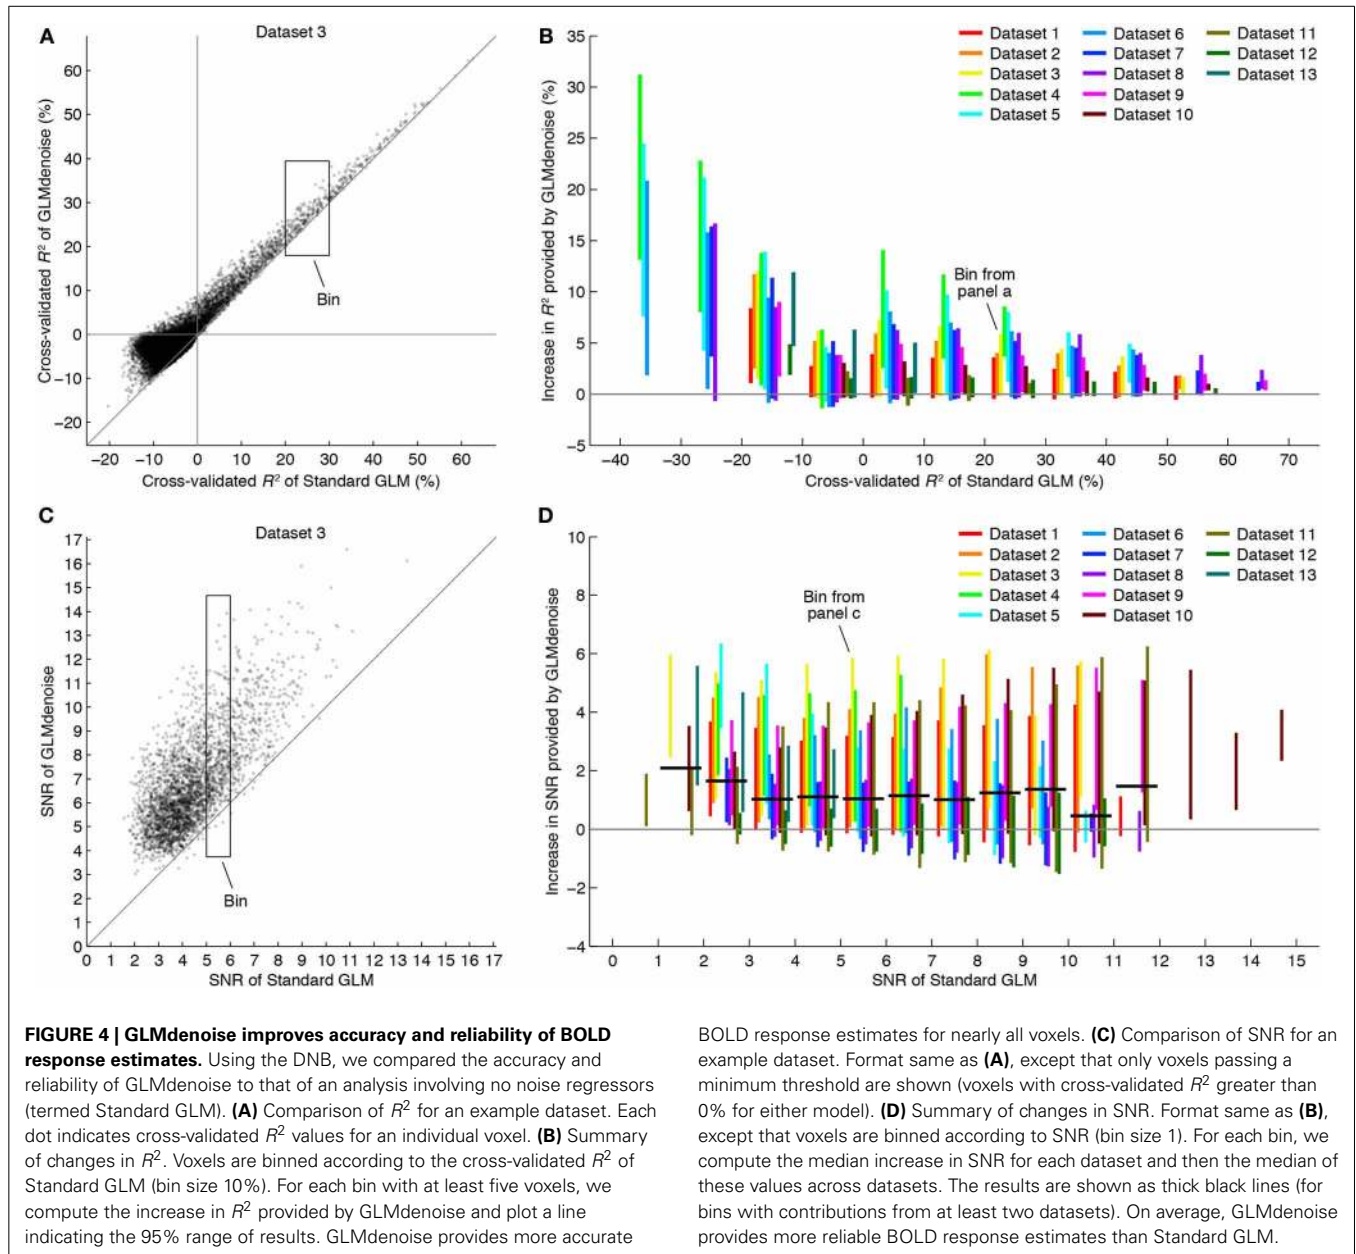 A
Dataset 3
Cross-validated R² of GLMdenoise (%)
60
50
40
30
20
10
0
−10
−20
Bin
−20 −10 0 10 20 30 40 50 60
Cross-validated R² of Standard GLM (%)
B
Increase in R² provided by GLMdenoise (%)
35
30
25
20
15
10
5
0
−5
Dataset 1
Dataset 2
Dataset 3
Dataset 4
Dataset 5
Dataset 6
Dataset 7
Dataset 8
Dataset 9
Dataset 10
Dataset 11
Dataset 12
Dataset 13
Bin from
panel a
−40 −30 −20 −10 0 10 20 30 40 50 60 70
Cross-validated R² of Standard GLM (%)
C
Dataset 3
SNR of GLMdenoise
17
16
15
14
13
12
11
10
9
8
7
6
5
4
3
2
1
0
Bin
0 1 2 3 4 5 6 7 8 9 10 11 12 13 14 15 16 17
SNR of Standard GLM
D
Increase in SNR provided by GLMdenoise
10
8
6
4
2
0
−2
−4
Dataset 1
Dataset 2
Dataset 3
Dataset 4
Dataset 5
Dataset 6
Dataset 7
Dataset 8
Dataset 9
Dataset 10
Dataset 11
Dataset 12
Dataset 13
Bin from
panel c
0 1 2 3 4 5 6 7 8 9 10 11 12 13 14 15
SNR of Standard GLM
FIGURE 4 | GLMdenoise improves accuracy and reliability of BOLD
response estimates. Using the DNB, we compared the accuracy and
reliability of GLMdenoise to that of an analysis involving no noise regressors
(termed Standard GLM). (A) Comparison of R² for an example dataset. Each
dot indicates cross-validated R² values for an individual voxel. (B) Summary
of changes in R². Voxels are binned according to the cross-validated R² of
Standard GLM (bin size 10%). For each bin with at least five voxels, we
compute the increase in R² provided by GLMdenoise and plot a line
indicating the 95% range of results. GLMdenoise provides more accurate
BOLD response estimates for nearly all voxels. (C) Comparison of SNR for an
example dataset. Format same as (A), except that only voxels passing a
minimum threshold are shown (voxels with cross-validated R² greater than
0% for either model). (D) Summary of changes in SNR. Format same as (B),
except that voxels are binned according to SNR (bin size 1). For each bin, we
compute the median increase in SNR for each dataset and then the median of
these values across datasets. The results are shown as thick black lines (for
bins with contributions from at least two datasets). On average, GLMdenoise
provides more reliable BOLD response estimates than Standard GLM.